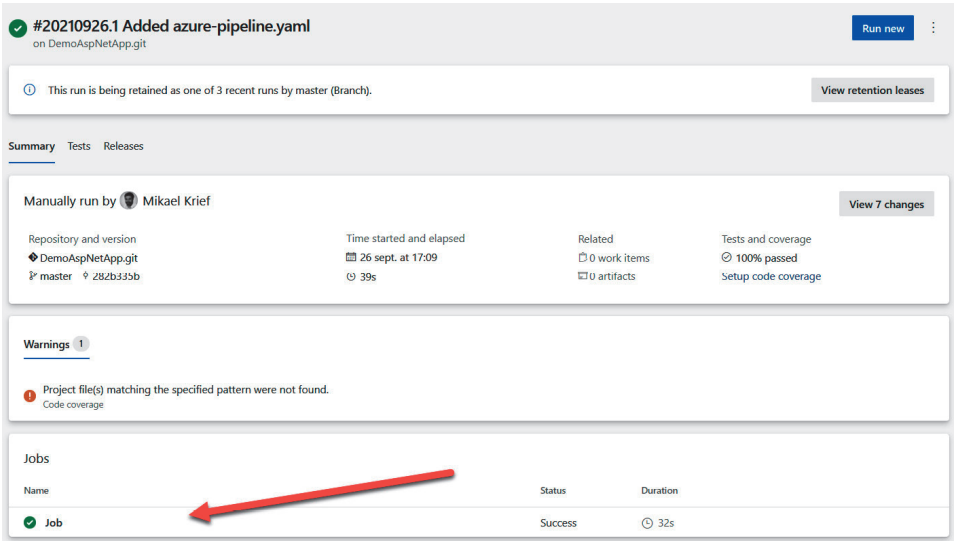 #20210926.1 Added azure-pipeline.yaml
on DemoAspNetApp.git
Run new
This run is being retained as one of 3 recent runs by master (Branch).
View retention leases
Summary Tests Releases
Manually run by Mikael Krief
View 7 changes
Repository and version Time started and elapsed Related Tests and coverage
DemoAspNetApp.git 26 sept. at 17:09 0 work items 100% passed
master 282b335b 39s 0 artifacts Setup code coverage
Warnings 1
Project file(s) matching the specified pattern were not found.
Code coverage
Jobs
Name Status Duration
Job Success 32s